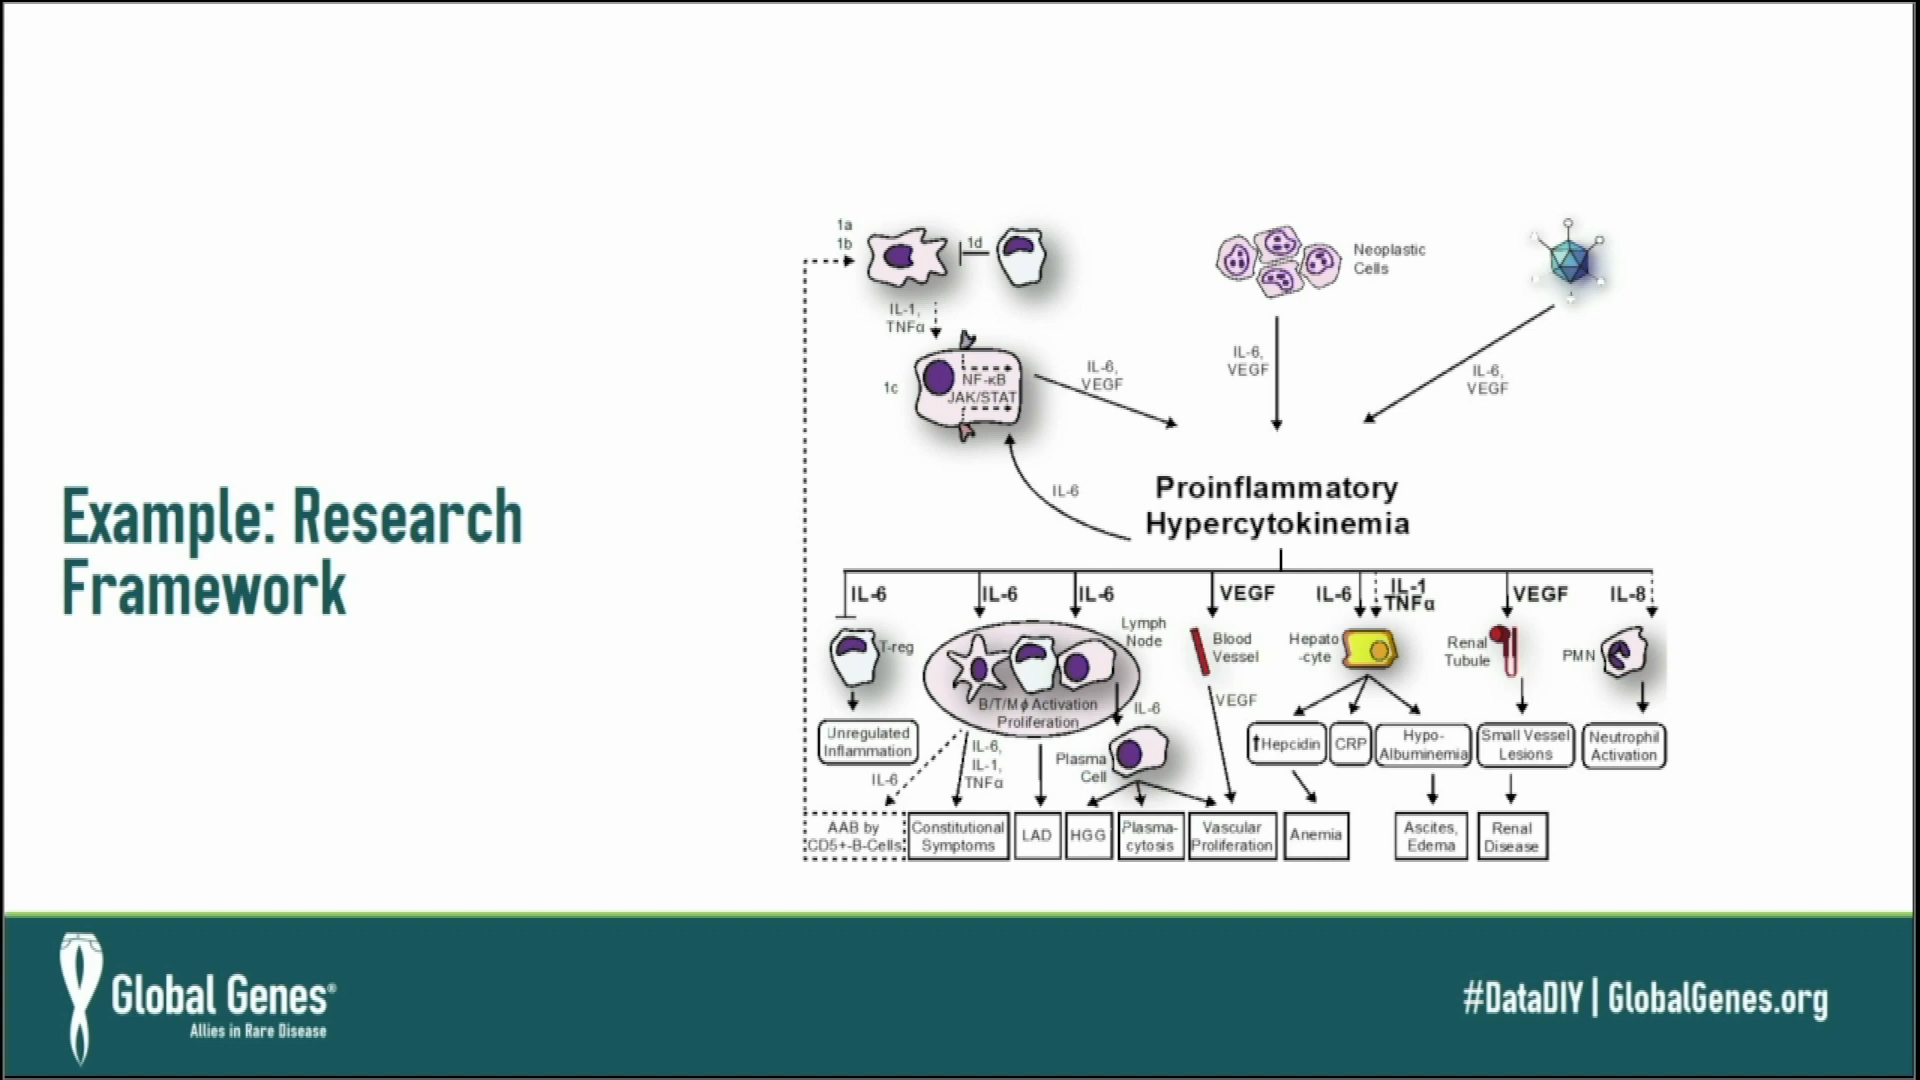 Example: Research
Framework
1a
1b
1d
IL-1,
TNFα
1c
NF-κB
JAK/STAT
IL-6,
VEGF
Neoplastic
Cells
IL-6,
VEGF
IL-6,
VEGF
IL-6
Proinflammatory
Hypercytokinemia
IL-6
IL-6
IL-6
VEGF
IL-6
IL-1
TNFα
VEGF
IL-8
T-reg
Lymph
Node
B/T/Mϕ Activation
Proliferation
Blood
Vessel
Hepato
-cyte
Renal
Tubule
PMN
IL-6
VEGF
Unregulated
Inflammation
IL-6
IL-6,
IL-1,
TNFα
Plasma
Cell
↑Hepcidin
CRP
Hypo-
Albuminemia
Small Vessel
Lesions
Neutrophil
Activation
AAB by
CD5+-B-Cells
Constitutional
Symptoms
LAD
HGG
Plasma-
cytosis
Vascular
Proliferation
Anemia
Ascites,
Edema
Renal
Disease
Global Genes®
Allies in Rare Disease
#DataDIY | GlobalGenes.org